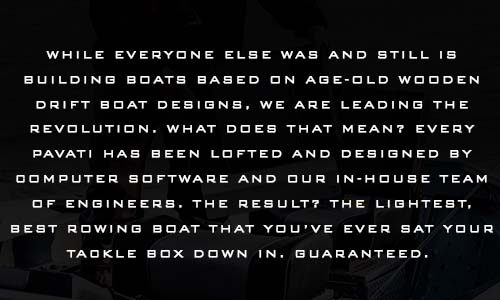 WHILE EVERYONE ELSE WAS AND STILL IS
BUILDING BOATS BASED ON AGE-OLD WOODEN
DRIFT BOAT DESIGNS, WE ARE LEADING THE
REVOLUTION. WHAT DOES THAT MEAN? EVERY
PAVATI HAS BEEN LOFTED AND DESIGNED BY
COMPUTER SOFTWARE AND OUR IN-HOUSE TEAM
OF ENGINEERS. THE RESULT? THE LIGHTEST,
BEST ROWING BOAT THAT YOU'VE EVER SAT YOUR
TACKLE BOX DOWN IN. GUARANTEED.